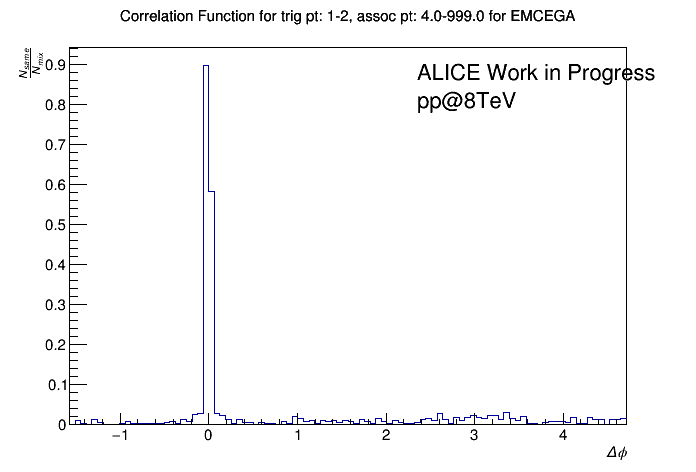 Correlation Function for trig pt: 1-2, assoc pt: 4.0-999.0 for EMCEGA
N_same
N_mix
ALICE Work in Progress
pp@8TeV
0.9
0.8
0.7
0.6
0.5
0.4
0.3
0.2
0.1
0
−1 0 1 2 3 4
Δϕ